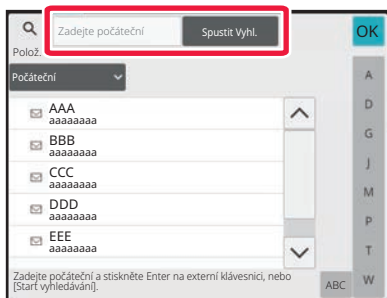 Zadejte počáteční
Spustit Vyhl.
OK
Polož.
Počáteční
AAA
aaaaaaaa
BBB
aaaaaaaa
CCC
aaaaaaaa
DDD
aaaaaaaa
EEE
aaaaaaaa
A
D
G
J
M
P
T
W
ABC
Zadejte počáteční a stiskněte Enter na externí klávesnici, nebo
[Start vyhledávání].